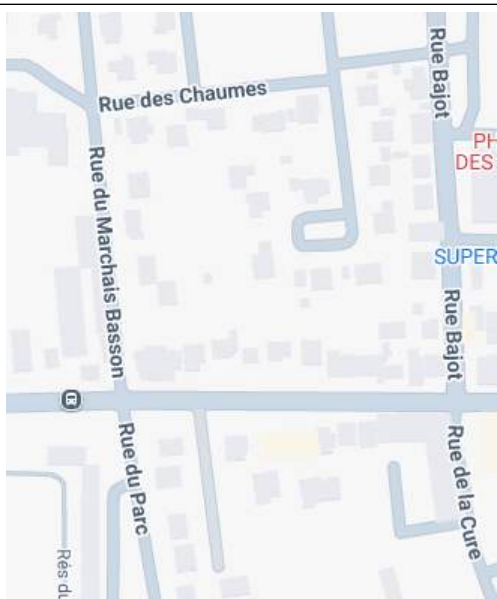 Rue Bajot
Rue des Chaumes
PH
DES
Rue du Marchais Basson
SUPER
Rue Bajot
Rue du Parc
Rue de la Cure
Rés du